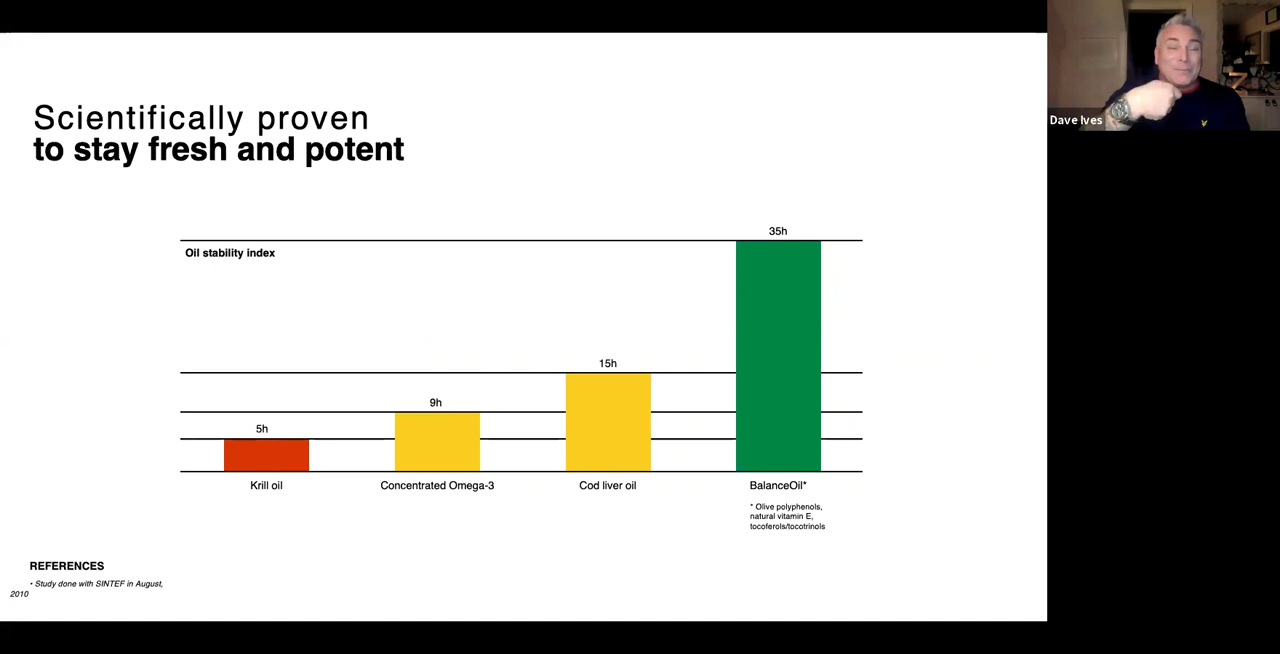 Scientifically proven
to stay fresh and potent
Dave Ives
35h
Oil stability index
15h
9h
5h
Krill oil
Concentrated Omega-3
Cod liver oil
BalanceOil*
* Olive polyphenols,
natural vitamin E,
tocoferols/tocotrinols
REFERENCES
• Study done with SINTEF in August,
2010